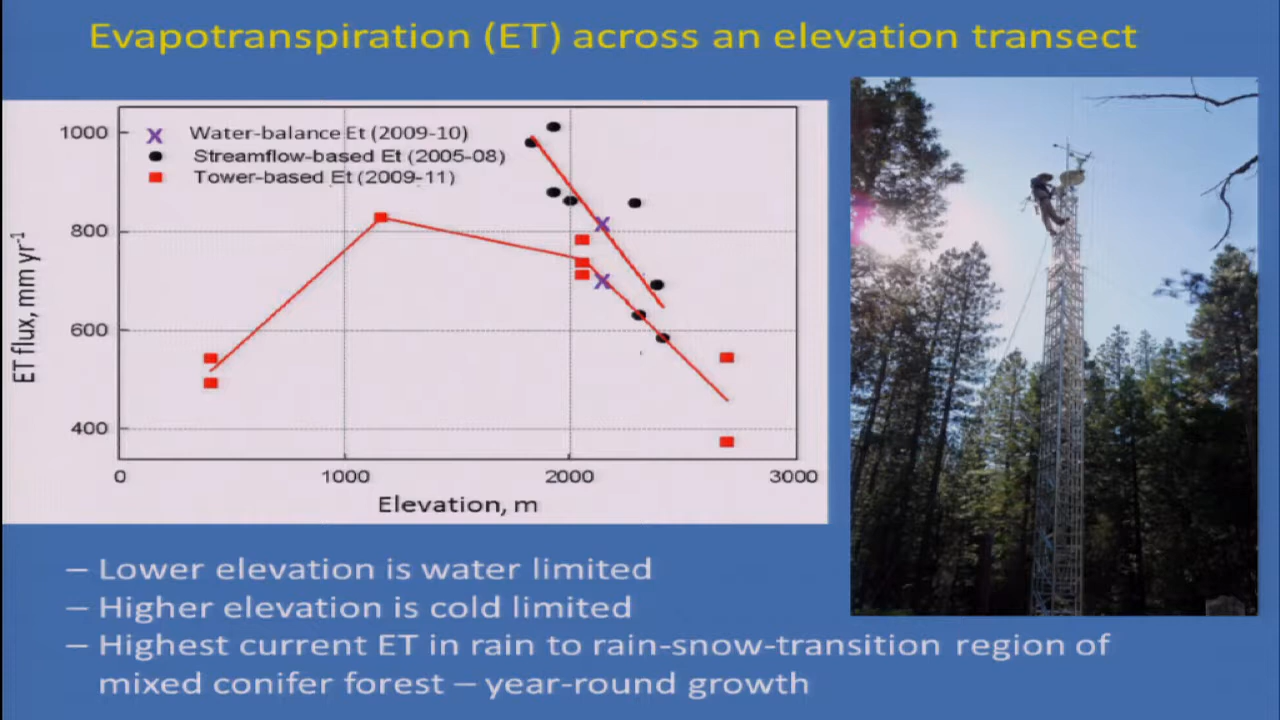 Evapotranspiration (ET) across an elevation transect
X Water-balance Et (2009-10)
Streamflow-based Et (2005-08)
Tower-based Et (2009-11)
1000
800
600
400
ET flux, mm yr-1
0 1000 2000 3000
Elevation, m
– Lower elevation is water limited
– Higher elevation is cold limited
– Highest current ET in rain to rain-snow-transition region of
mixed conifer forest – year-round growth